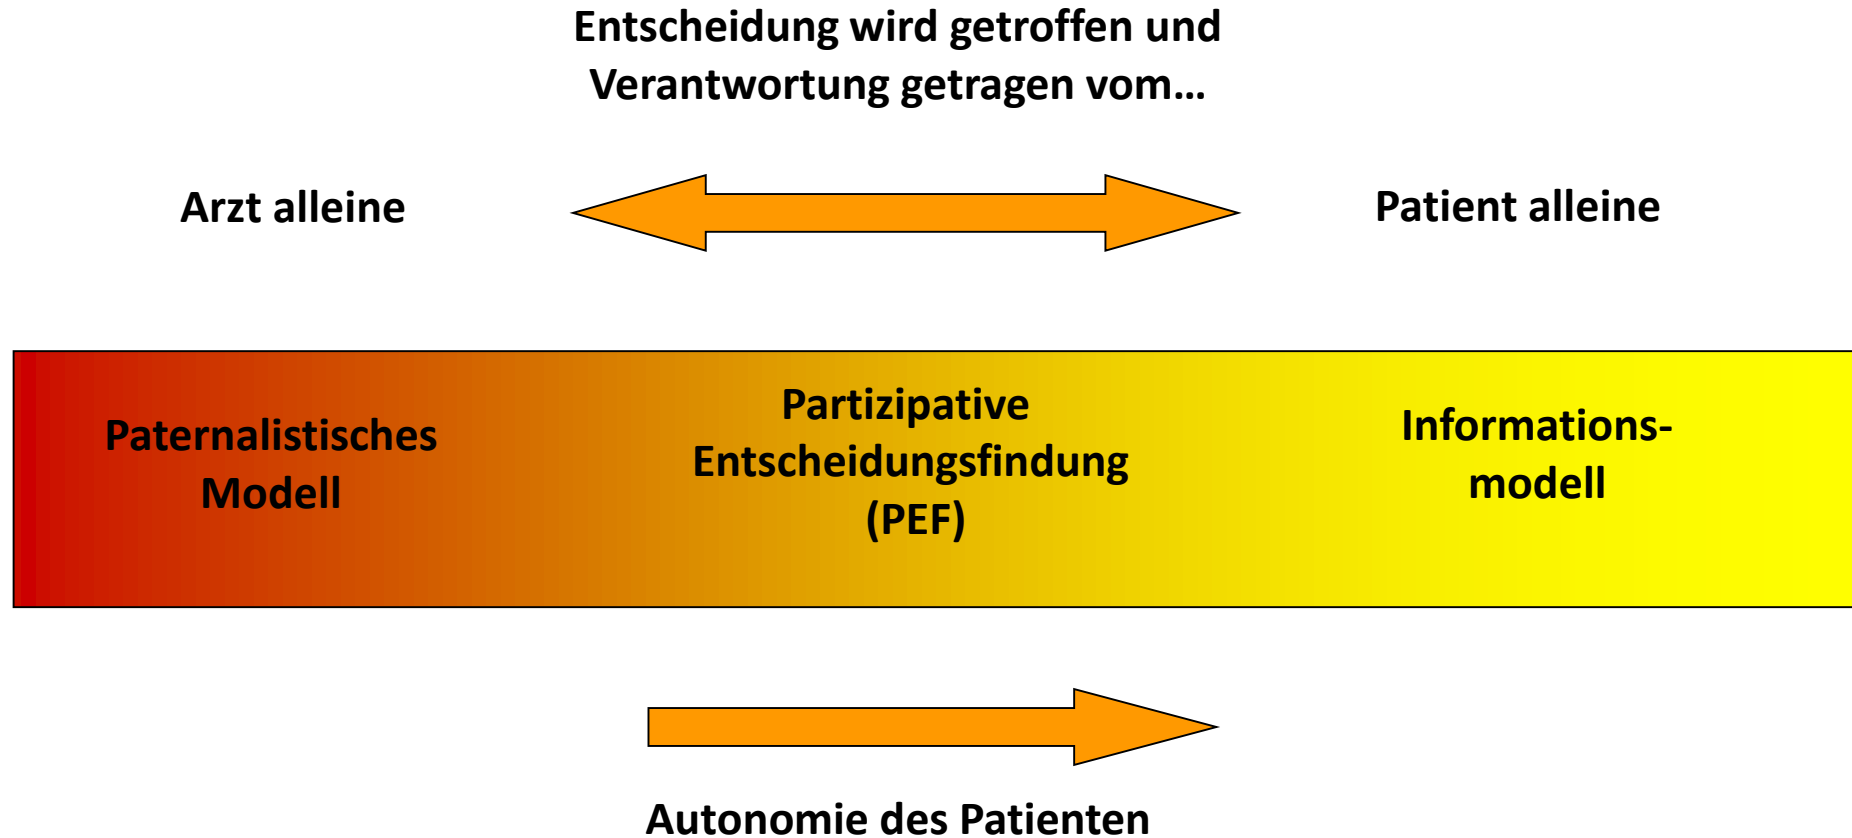 Entscheidung wird getroffen und
Verantwortung getragen vom...
Arzt alleine
Patient alleine
Paternalistisches
Modell
Partizipative
Entscheidungsfindung
(PEF)
Informations-
modell
Autonomie des Patienten